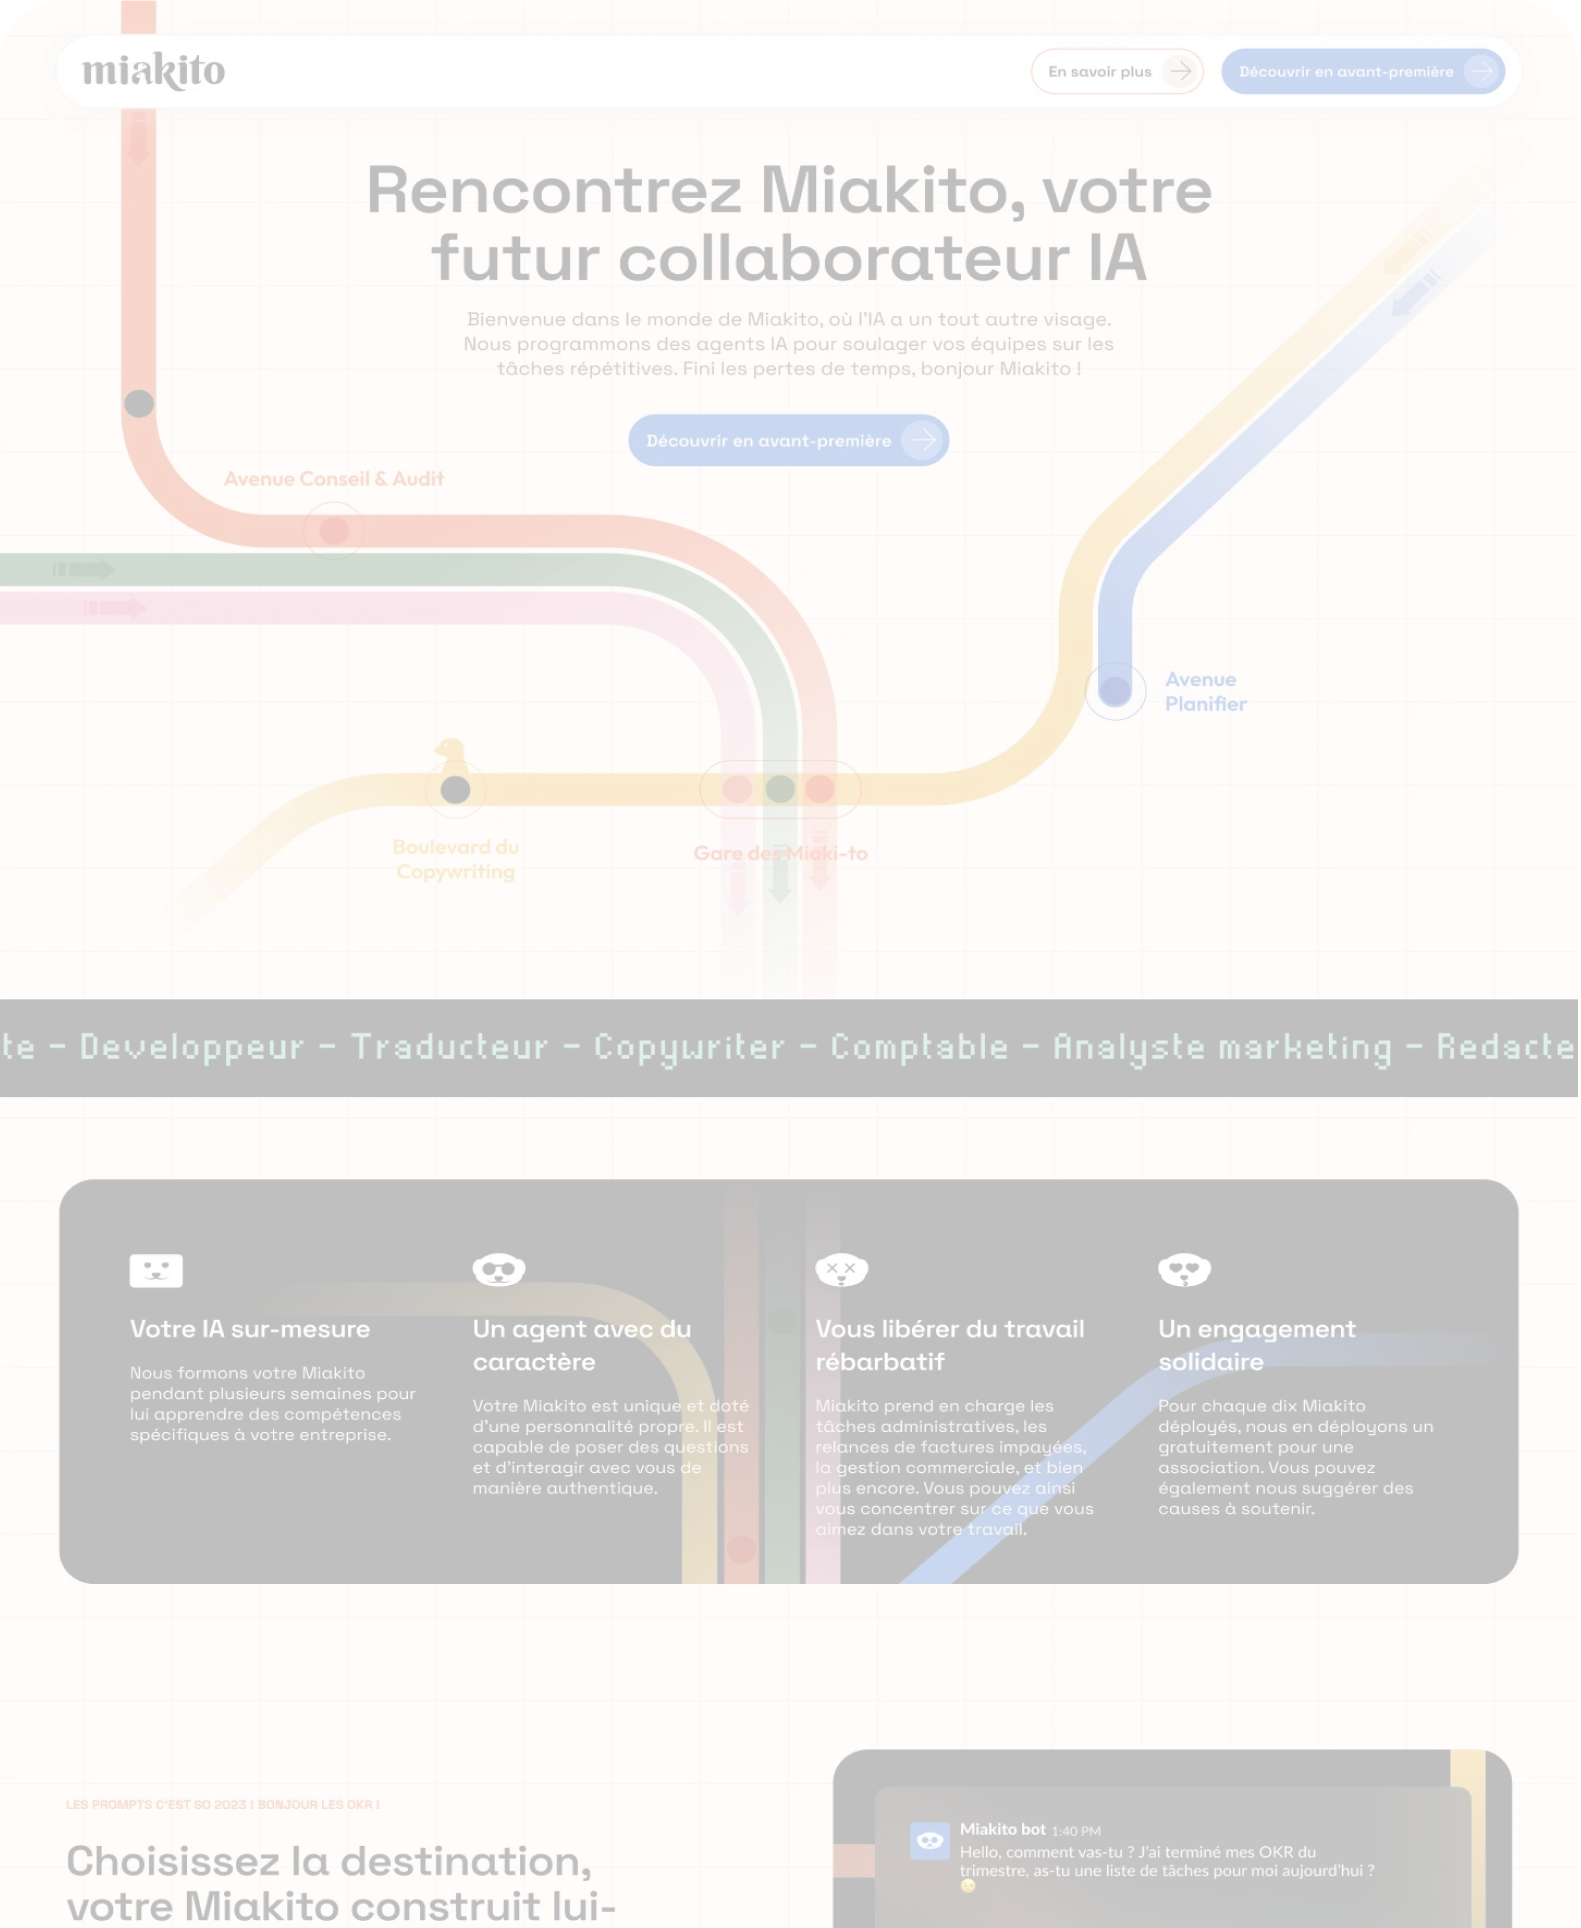 miakito
En savoir plus
Découvrir en avant-première
Rencontrez Miakito, votre
futur collaborateur IA
Bienvenue dans le monde de Miakito, où l'IA a un tout autre visage.
Nous programmons des agents IA pour soulager vos équipes sur les
tâches répétitives. Fini les pertes de temps, bonjour Miakito !
Découvrir en avant-première
Avenue Conseil & Audit
Avenue
Planifier
Boulevard du
Copywriting
Gare des Miaki-to
te - Developpeur - Traducteur - Copywriter - Comptable - Analyste marketing - Redacte
Votre IA sur-mesure
Nous formons votre Miakito
pendant plusieurs semaines pour
lui apprendre des compétences
spécifiques à votre entreprise.
Un agent avec du
caractère
Votre Miakito est unique et doté
d'une personnalité propre. Il est
capable de poser des questions
et d'interagir avec vous de
manière authentique.
Vous libérer du travail
rébarbatif
Miakito prend en charge les
tâches administratives, les
relances de factures impayées,
la gestion commerciale, et bien
plus encore. Vous pouvez ainsi
vous concentrer sur ce que vous
aimez dans votre travail.
Un engagement
solidaire
Pour chaque dix Miakito
déployés, nous en déployons un
gratuitement pour une
association. Vous pouvez
également nous suggérer des
causes à soutenir.
LES PROMPTS C'EST SO 2023 ! BONJOUR LES OKR !
Choisissez la destination,
votre Miakito construit lui-
Miakito bot 1:40 PM
Hello, comment vas-tu ? J'ai terminé mes OKR du
trimestre, as-tu une liste de tâches pour moi aujourd'hui ?